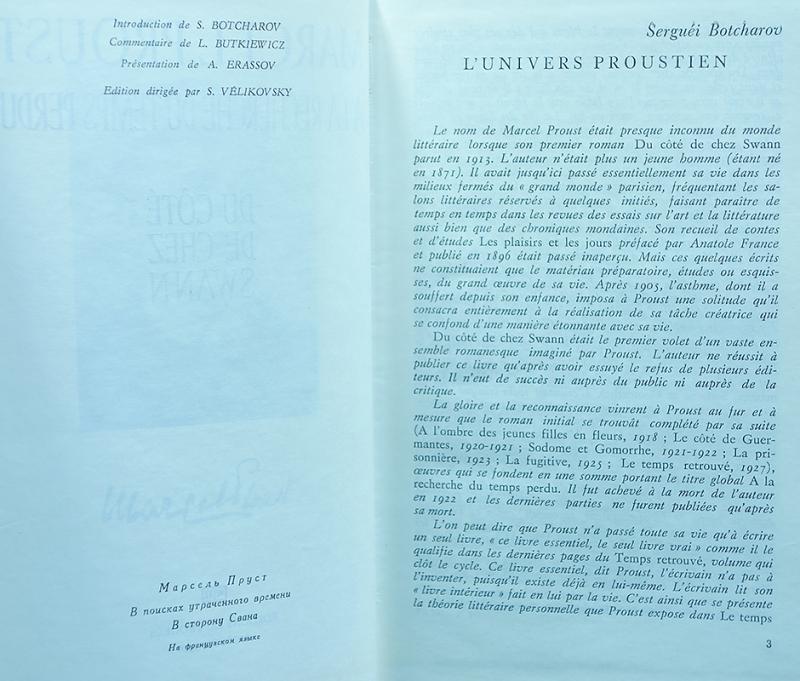 Introduction de S. BOTCHAROV
Commentaire de L. BUTKIEWICZ
Présentation de A. ERASSOV
Edition dirigée par S. VÉLIKOVSKY
Марсель Пруст
В поисках утраченного времени
В сторону Свана
На французском языке
Serguéi Botcharov
L'UNIVERS PROUSTIEN
Le nom de Marcel Proust était presque inconnu du monde
littéraire lorsque son premier roman Du côté de chez Swann
parut en 1913. L'auteur n'était plus un jeune homme (étant né
en 1871). Il avait jusqu'ici passé essentiellement sa vie dans les
milieux fermés du « grand monde » parisien, fréquentant les sa-
lons littéraires réservés à quelques initiés, faisant paraître de
temps en temps dans les revues des essais sur l'art et la littérature
aussi bien que des chroniques mondaines. Son recueil de contes
et d'études Les plaisirs et les jours préfacé par Anatole France
et publié en 1896 était passé inaperçu. Mais ces quelques écrits
ne constituaient que le matériau préparatoire, études ou esquis-
ses, du grand œuvre de sa vie. Après 1905, l'asthme, dont il a
souffert depuis son enfance, imposa à Proust une solitude qu'il
consacra entièrement à la réalisation de sa tâche créatrice qui
se confond d'une manière étonnante avec sa vie.
Du côté de chez Swann était le premier volet d'un vaste en-
semble romanesque imaginé par Proust. L'auteur ne réussit à
publier ce livre qu'après avoir essuyé le refus de plusieurs édi-
teurs. Il n'eut de succès ni auprès du public ni auprès de la
critique.
La gloire et la reconnaissance vinrent à Proust au fur et à
mesure que le roman initial se trouvât complété par sa suite
(A l'ombre des jeunes filles en fleurs, 1918 ; Le côté de Guer-
mantes, 1920-1921 ; Sodome et Gomorrhe, 1921-1922 ; La pri-
sonnière, 1923 ; La fugitive, 1925 ; Le temps retrouvé, 1927),
œuvres qui se fondent en une somme portant le titre global A la
recherche du temps perdu. Il fut achevé à la mort de l'auteur
en 1922 et les dernières parties ne furent publiées qu'après
sa mort.
L'on peut dire que Proust n'a passé toute sa vie qu'à écrire
un seul livre, « ce livre essentiel, le seul livre vrai » comme il le
qualifie dans les dernières pages du Temps retrouvé, volume qui
clôt le cycle. Ce livre essentiel, dit Proust, l'écrivain n'a pas à
l'inventer, puisqu'il existe déjà en lui-même. L'écrivain lit son
« livre intérieur » fait en lui par la vie. C'est ainsi que se présente
la théorie littéraire personnelle que Proust expose dans Le temps
3